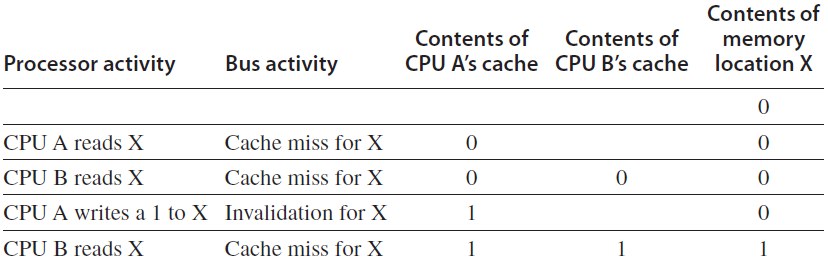 Processor activity Bus activity Contents of CPU A’s cache Contents of CPU B’s cache Contents of memory location X
0
CPU A reads X Cache miss for X 0 0
CPU B reads X Cache miss for X 0 0 0
CPU A writes a 1 to X Invalidation for X 1 0
CPU B reads X Cache miss for X 1 1 1